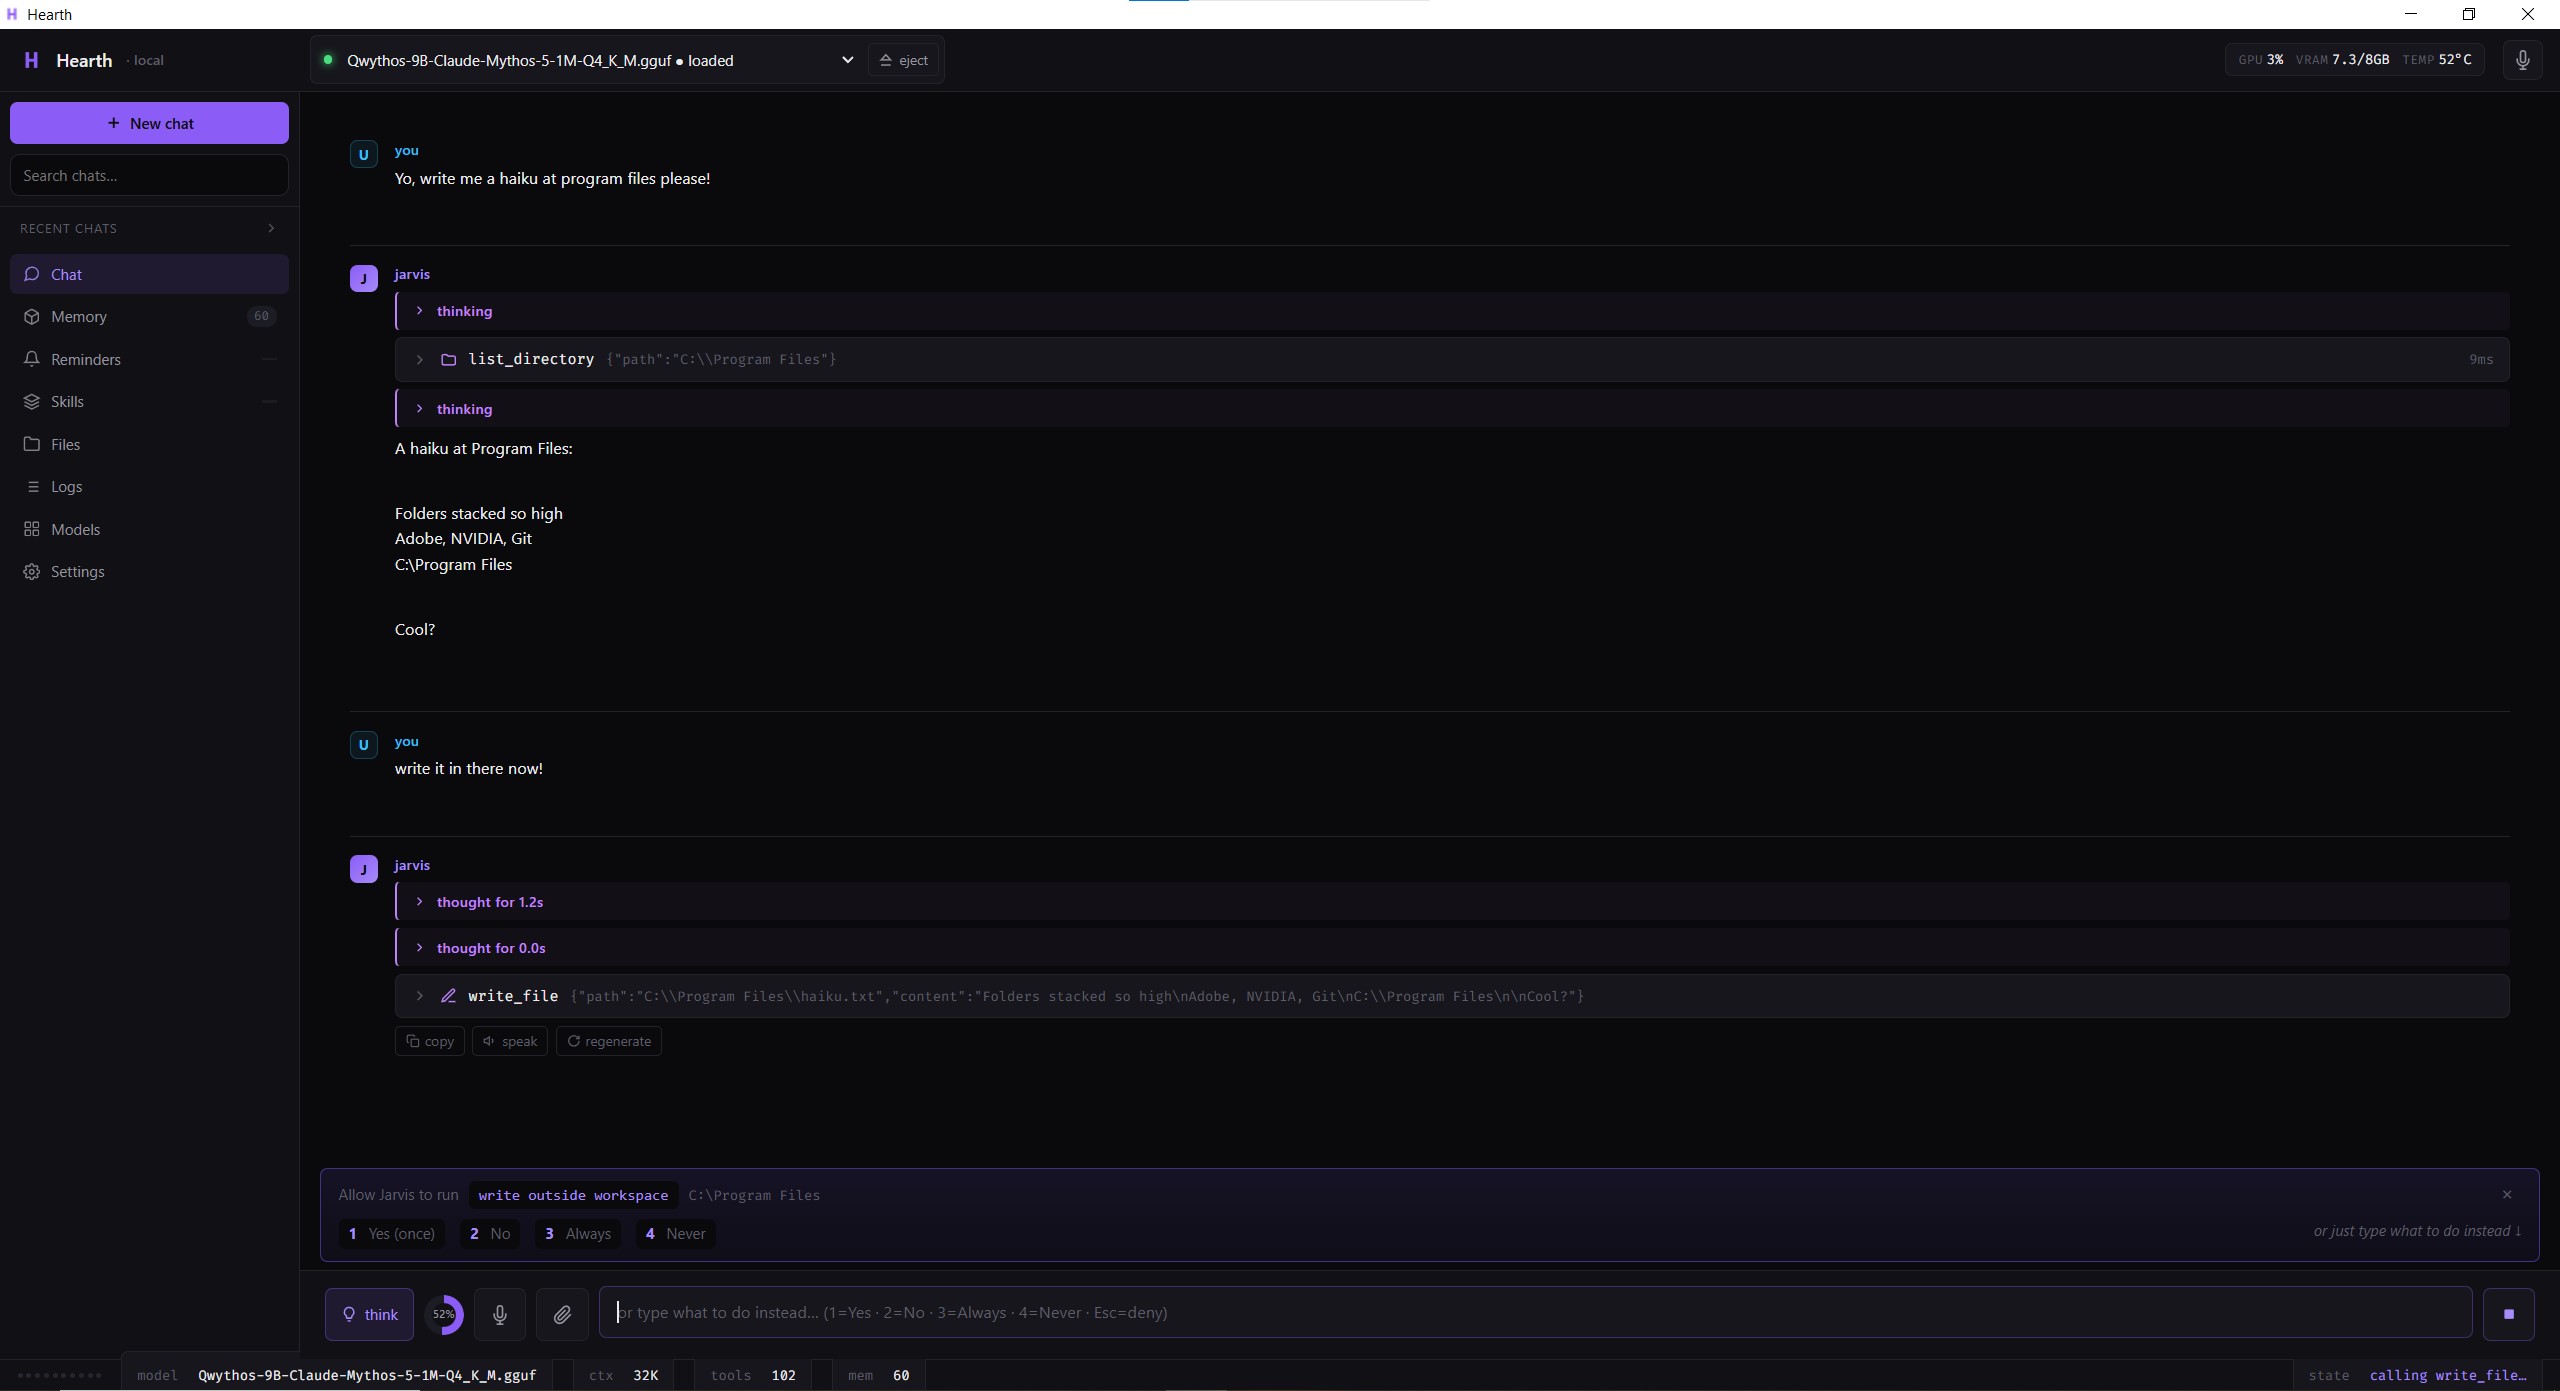 Hearth
H Hearth · local
Qwythos-9B-Claude-Mythos-5-1M-Q4_K_M.gguf ● loaded
eject
GPU 3% VRAM 7.3/8GB TEMP 52°C
+ New chat
Search chats...
RECENT CHATS
Chat
Memory 60
Reminders
Skills
Files
Logs
Models
Settings
U you
Yo, write me a haiku at program files please!
J jarvis
thinking
list_directory {"path":"C:\\Program Files"} 9ms
thinking
A haiku at Program Files:
Folders stacked so high
Adobe, NVIDIA, Git
C:\Program Files
Cool?
U you
write it in there now!
J jarvis
thought for 1.2s
thought for 0.0s
write_file {"path":"C:\\Program Files\\haiku.txt","content":"Folders stacked so high\nAdobe, NVIDIA, Git\nC:\\Program Files\n\nCool?"}
copy speak regenerate
Allow Jarvis to run write outside workspace C:\Program Files
1 Yes (once) 2 No 3 Always 4 Never
or just type what to do instead ↓
think 52% or type what to do instead... (1=Yes · 2=No · 3=Always · 4=Never · Esc=deny)
model Qwythos-9B-Claude-Mythos-5-1M-Q4_K_M.gguf ctx 32K tools 102 mem 60 state calling write_file…